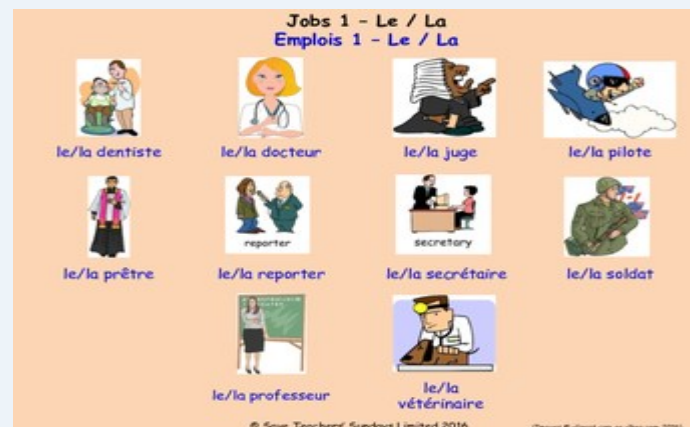 Jobs 1 - Le / La
Emplois 1 - Le / La
le/la dentiste
le/la docteur
le/la juge
le/la pilote
reporter
secretary
le/la prêtre
le/la reporter
le/la secrétaire
le/la soldat
le/la professeur
le/la
vétérinaire
© Save Teachers' Sundays Limited 2016